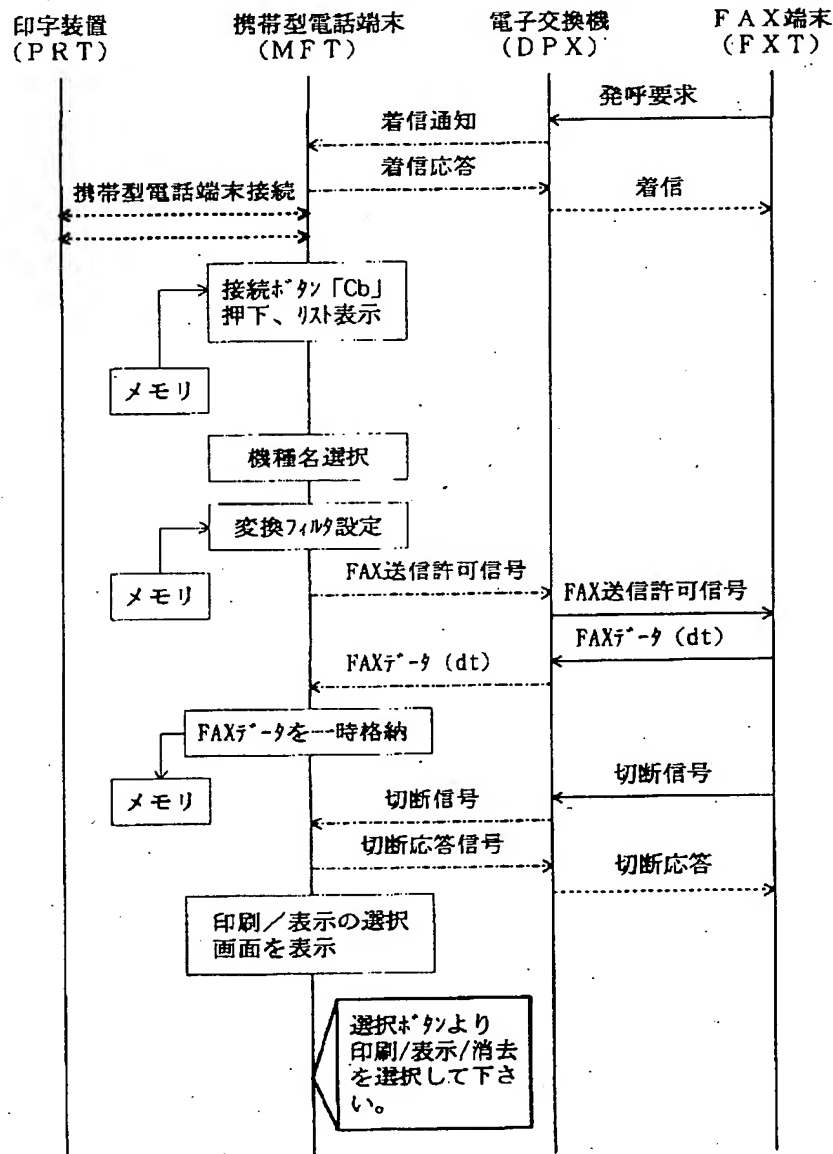 印字装置
(PRT)
携帯型電話端末
(MFT)
電子交換機
(DPX)
FAX端末
(FXT)
発呼要求
着信通知
着信応答
携帯型電話端末接続
着信
接続ボタン「Cb」
押下、リスト表示
メモリ
機種名選択
変換フィルタ設定
メモリ
FAX送信許可信号
FAX送信許可信号
FAXデータ (dt)
FAXデータ (dt)
FAXデータを一時格納
メモリ
切断信号
切断信号
切断応答信号
切断応答
印刷/表示の選択
画面を表示
選択ボタンより
印刷/表示/消去
を選択して下さ
い。